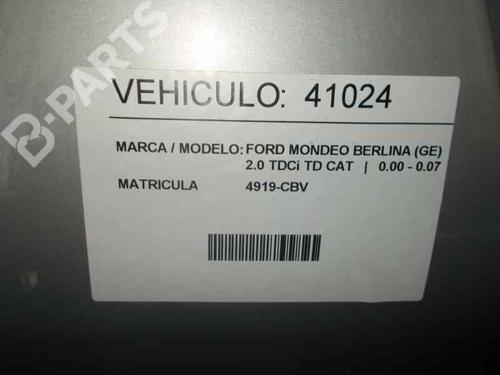 B-PARTS
VEHICULO: 41024
MARCA / MODELO: FORD MONDEO BERLINA (GE)
2.0 TDCi TD CAT | 0.00 - 0.07
MATRICULA 4919-CBV